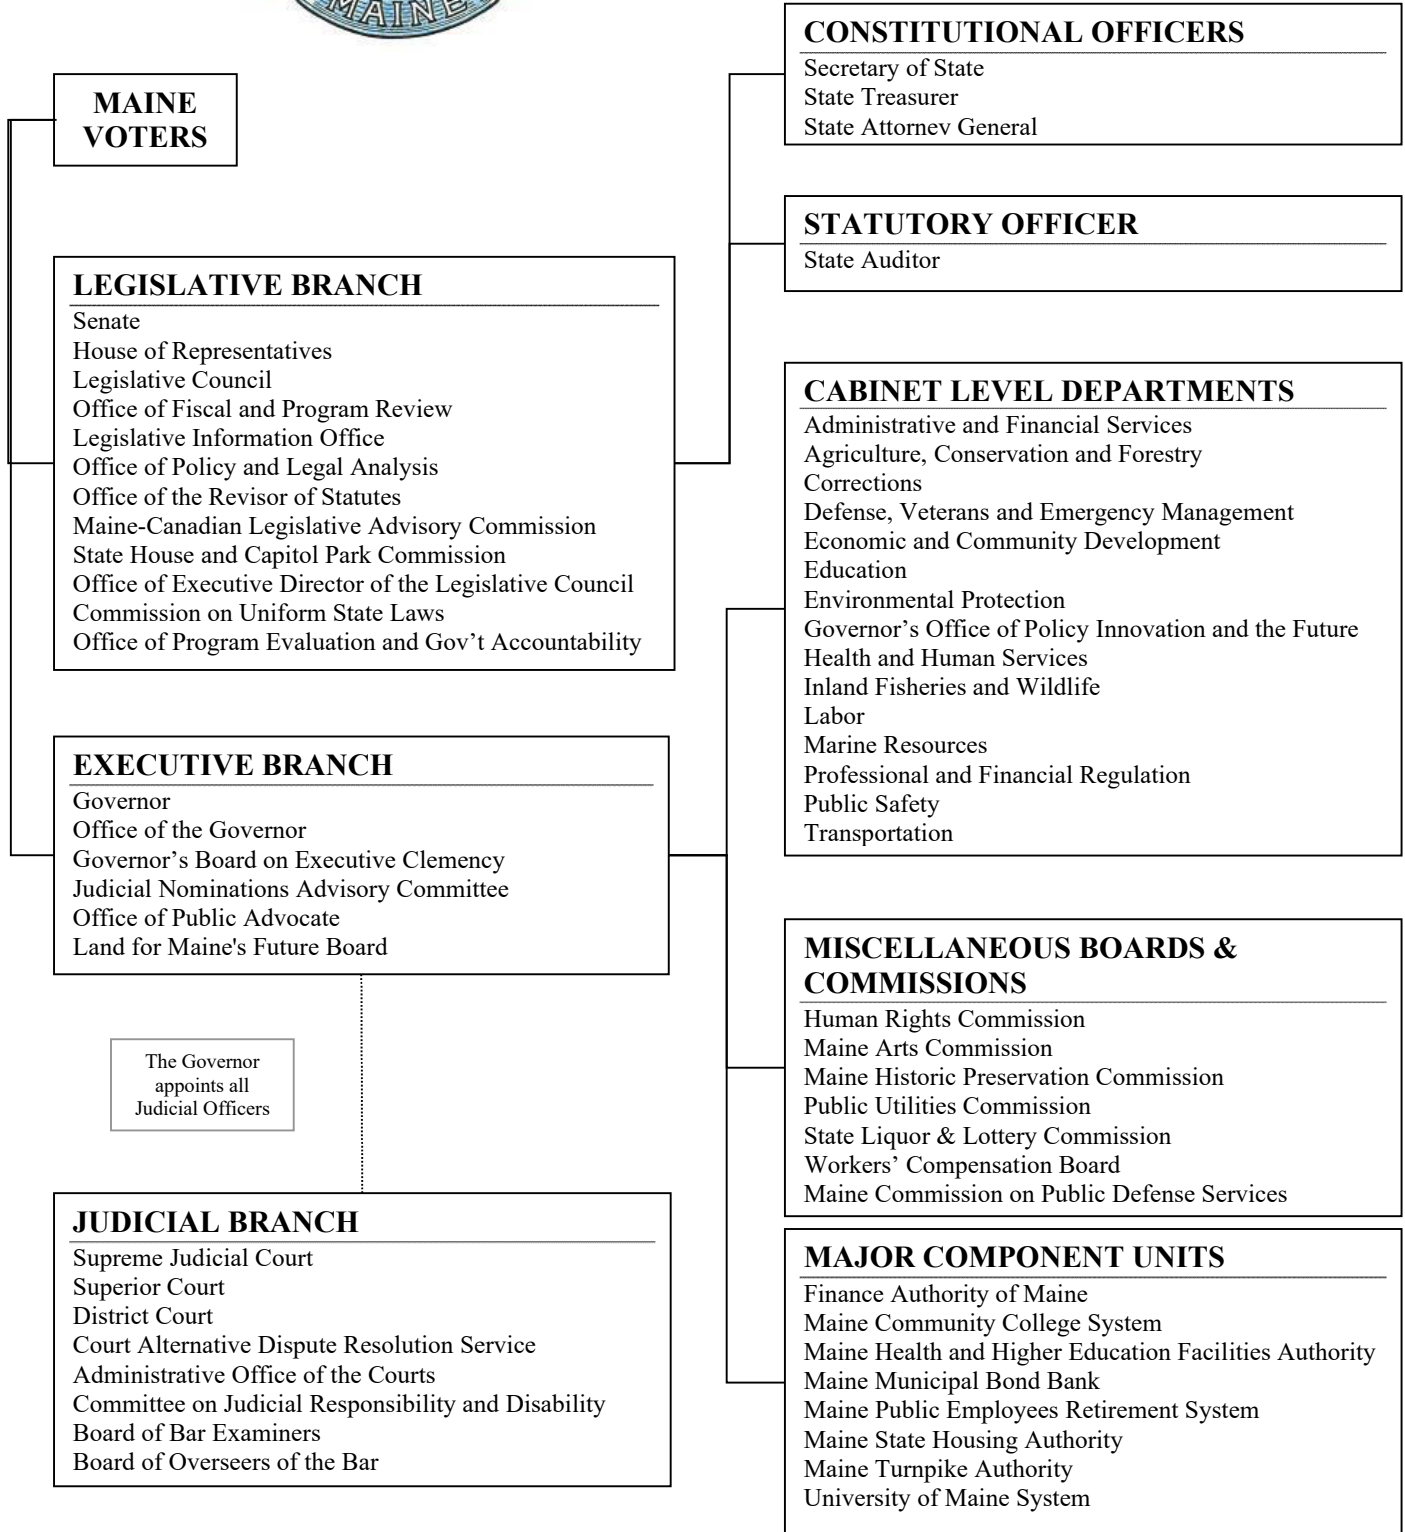 MAINE
MAINE
VOTERS
LEGISLATIVE BRANCH
Senate
House of Representatives
Legislative Council
Office of Fiscal and Program Review
Legislative Information Office
Office of Policy and Legal Analysis
Office of the Revisor of Statutes
Maine-Canadian Legislative Advisory Commission
State House and Capitol Park Commission
Office of Executive Director of the Legislative Council
Commission on Uniform State Laws
Office of Program Evaluation and Gov’t Accountability
EXECUTIVE BRANCH
Governor
Office of the Governor
Governor’s Board on Executive Clemency
Judicial Nominations Advisory Committee
Office of Public Advocate
Land for Maine's Future Board
The Governor
appoints all
Judicial Officers
JUDICIAL BRANCH
Supreme Judicial Court
Superior Court
District Court
Court Alternative Dispute Resolution Service
Administrative Office of the Courts
Committee on Judicial Responsibility and Disability
Board of Bar Examiners
Board of Overseers of the Bar
CONSTITUTIONAL OFFICERS
Secretary of State
State Treasurer
State Attorney General
STATUTORY OFFICER
State Auditor
CABINET LEVEL DEPARTMENTS
Administrative and Financial Services
Agriculture, Conservation and Forestry
Corrections
Defense, Veterans and Emergency Management
Economic and Community Development
Education
Environmental Protection
Governor’s Office of Policy Innovation and the Future
Health and Human Services
Inland Fisheries and Wildlife
Labor
Marine Resources
Professional and Financial Regulation
Public Safety
Transportation
MISCELLANEOUS BOARDS &
COMMISSIONS
Human Rights Commission
Maine Arts Commission
Maine Historic Preservation Commission
Public Utilities Commission
State Liquor & Lottery Commission
Workers’ Compensation Board
Maine Commission on Public Defense Services
MAJOR COMPONENT UNITS
Finance Authority of Maine
Maine Community College System
Maine Health and Higher Education Facilities Authority
Maine Municipal Bond Bank
Maine Public Employees Retirement System
Maine State Housing Authority
Maine Turnpike Authority
University of Maine System